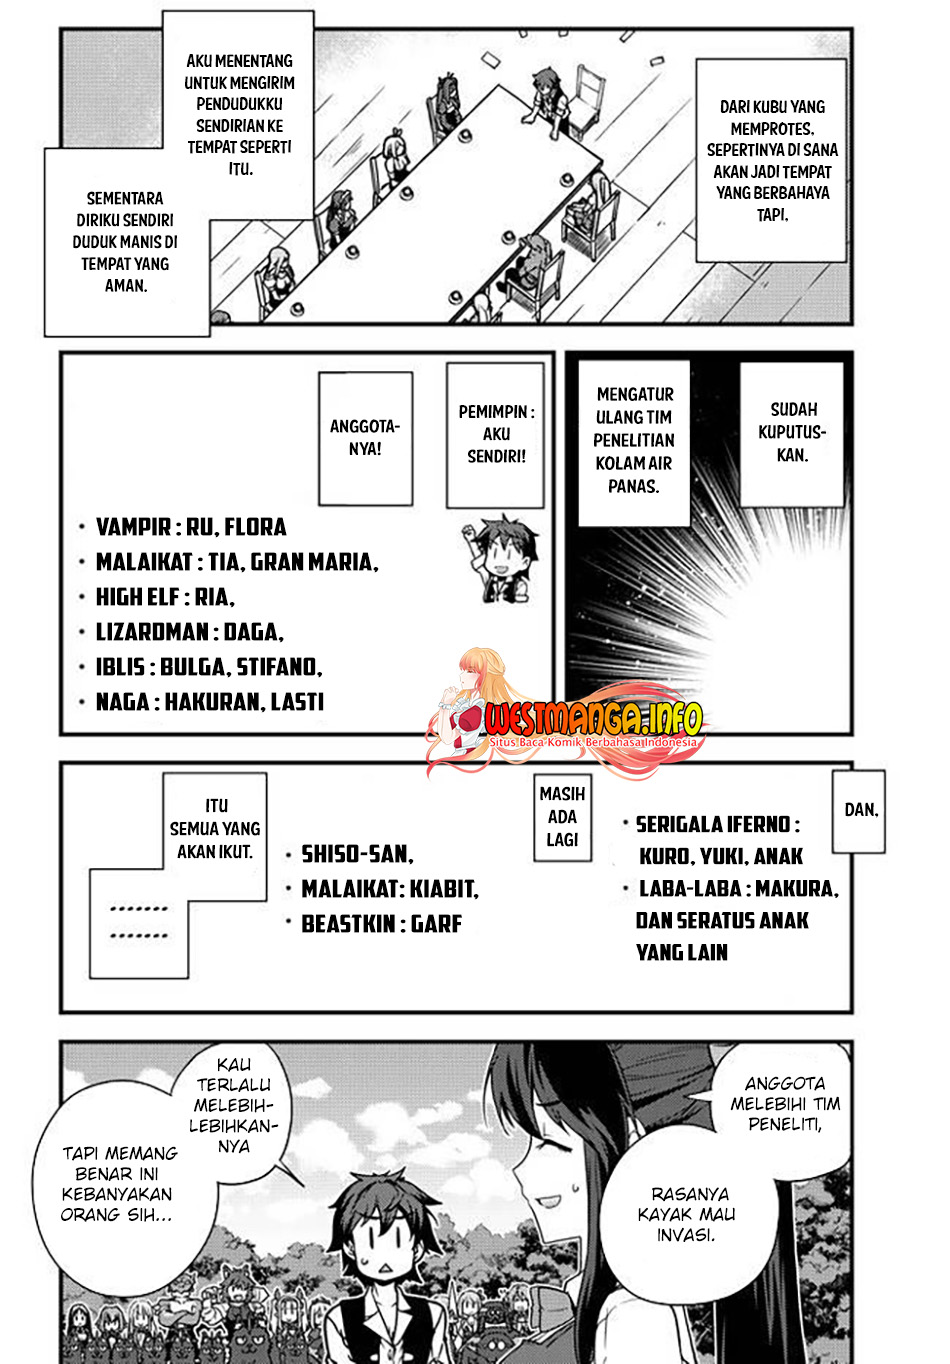 DARI KUBU YANG
MEMPROTES,
SEPERTINYA DI SANA
AKAN JADI TEMPAT
YANG BERBAHAYA
TAPI,
AKU MENENTANG
UNTUK MENGIRIM
PENDUDUKKU
SENDIRIAN KE
TEMPAT SEPERTI
ITU.
SEMENTARA
DIRIKU SENDIRI
DUDUK MANIS DI
TEMPAT YANG
AMAN.
SUDAH
KUPUTUS-
KAN.
MENGATUR
ULANG TIM
PENELITIAN
KOLAM AIR
PANAS.
PEMIMPIN :
AKU
SENDIRI!
ANGGOTA-
NYA!
• VAMPIR : RU, FLORA
• MALAIKAT : TIA, GRAN MARIA,
• HIGH ELF : RIA,
• LIZARDMAN : DAGA,
• IBLIS : BULGA, STIFANO,
• NAGA : HAKURAN, LASTI
WESTMANGA.INFO
Situs Baca Komik Berbahasa Indonesia
DAN,
• SERIGALA IFERNO :
KURO, YUKI, ANAK
• LABA-LABA : MAKURA,
DAN SERATUS ANAK
YANG LAIN
MASIH
ADA
LAGI
• SHISO-SAN,
• MALAIKAT: KIABIT,
• BEASTKIN : GARF
ITU
SEMUA YANG
AKAN IKUT.
........
........
ANGGOTA
MELEBIHI TIM
PENELITI,
RASANYA
KAYAK MAU
INVASI.
KAU
TERLALU
MELEBIH-
LEBIHKAN-
NYA
TAPI MEMANG
BENAR INI
KEBANYAKAN
ORANG SIH...